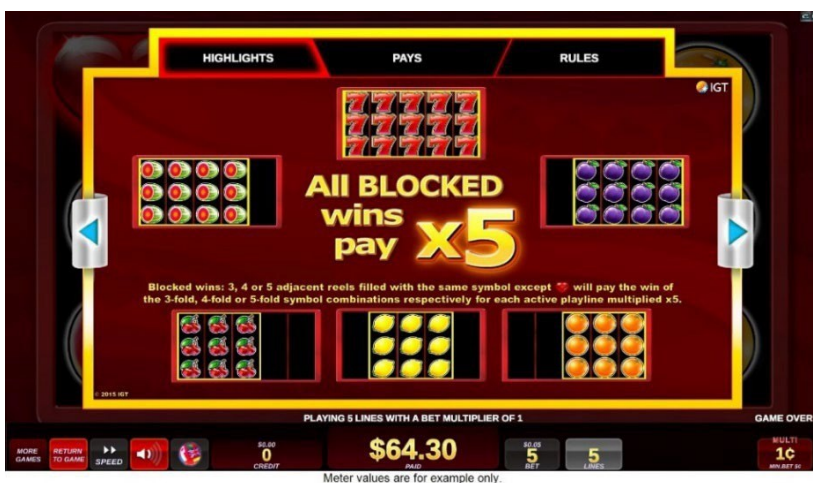 HIGHLIGHTS
PAYS
RULES
IGT
All BLOCKED
wins
pay x5
Blocked wins: 3, 4 or 5 adjacent reels filled with the same symbol except will pay the win of
the 3-fold, 4-fold or 5-fold symbol combinations respectively for each active playline multiplied x5.
© 2015 IGT
PLAYING 5 LINES WITH A BET MULTIPLIER OF 1
GAME OVER
MORE
GAMES
RETURN
TO GAME
SPEED
$0.00
0
CREDIT
$64.30
PAID
$0.05
5
BET
5
LINES
MULTI
1¢
Meter values are for example only.